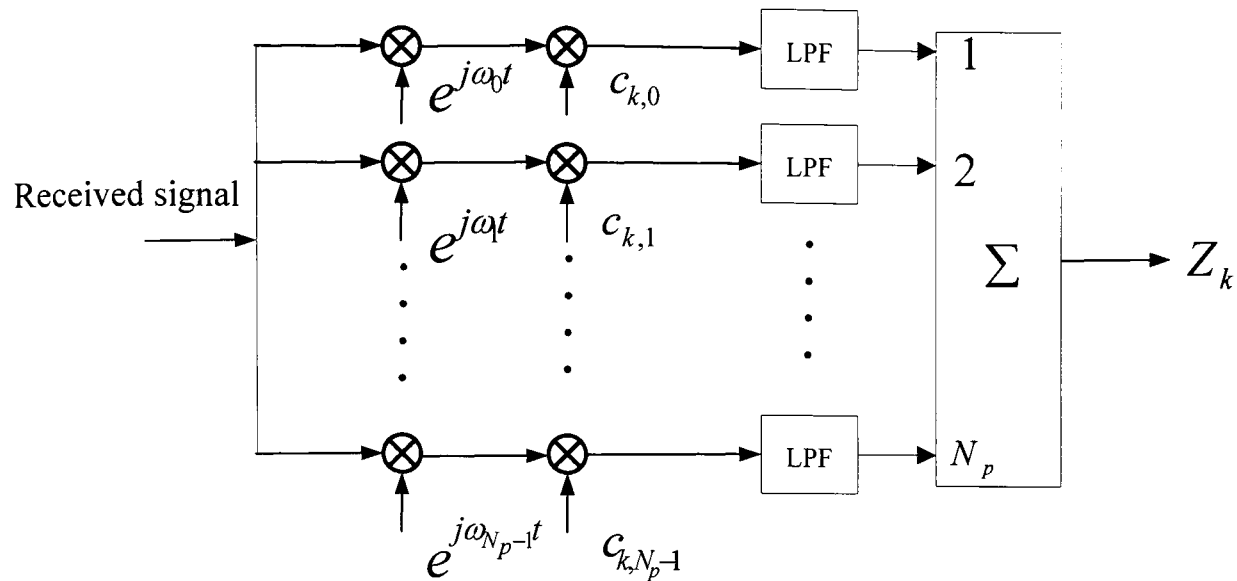 LPF
1
e^{jω_0 t}
c_{k,0}
LPF
2
Received signal
e^{jω_1 t}
c_{k,1}
Σ
Z_k
LPF
N_p
e^{jω_{N_p-1} t}
c_{k,N_p-1}